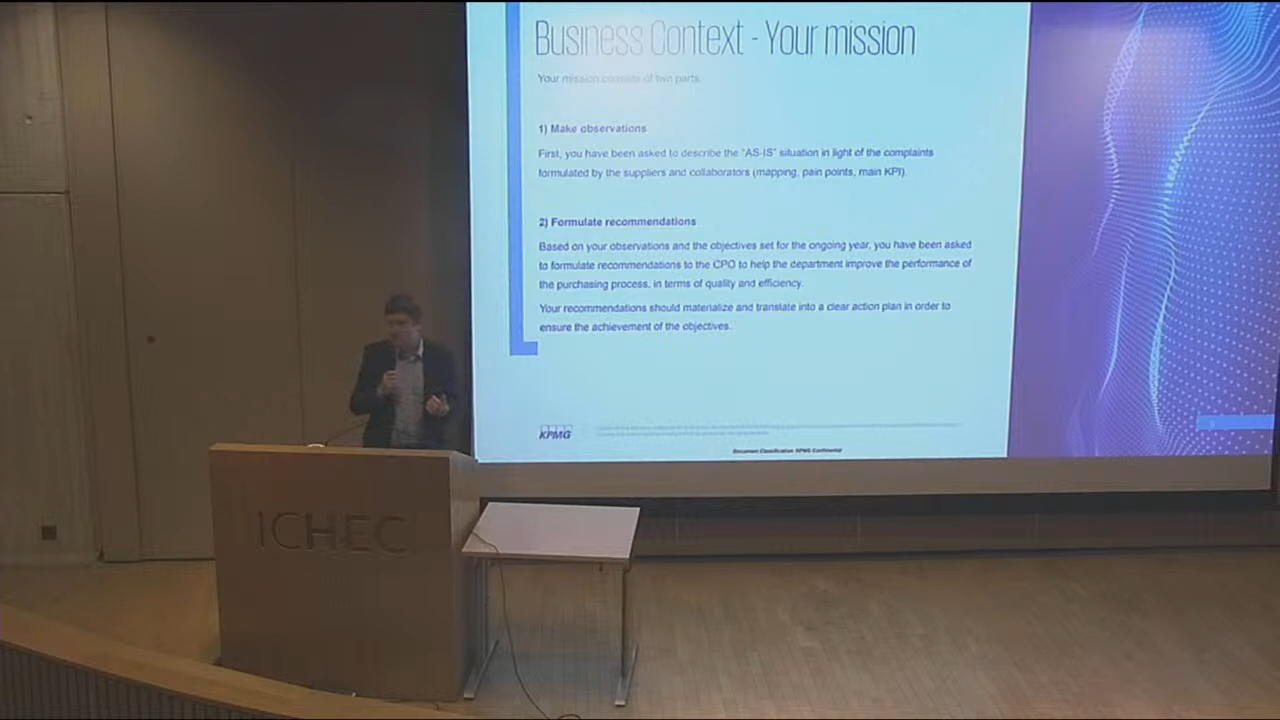 Business Context - Your mission
Your mission consists of two parts:
1) Make observations
First, you have been asked to describe the "AS-IS" situation in light of the complaints
formulated by the suppliers and collaborators (mapping, pain points, main KPI).
2) Formulate recommendations
Based on your observations and the objectives set for the ongoing year, you have been asked
to formulate recommendations to the CPO to help the department improve the performance of
the purchasing process, in terms of quality and efficiency.
Your recommendations should materialize and translate into a clear action plan in order to
ensure the achievement of the objectives.
KPMG
Document Classification: KPMG Confidential
ICHEC